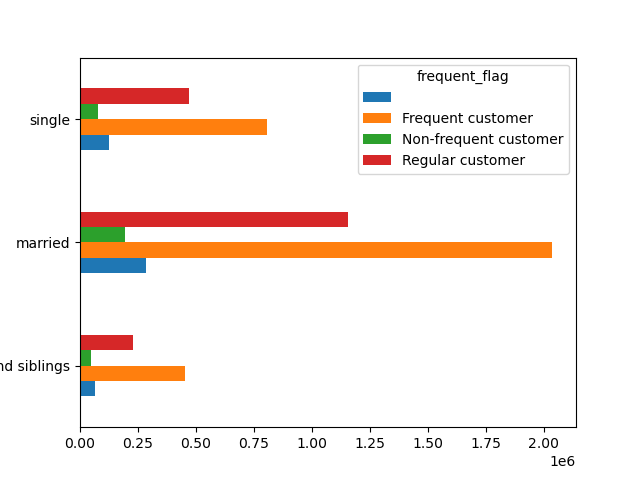 frequent_flag
Frequent customer
Non-frequent customer
Regular customer
single
married
nd siblings
0.00 0.25 0.50 0.75 1.00 1.25 1.50 1.75 2.00
1e6